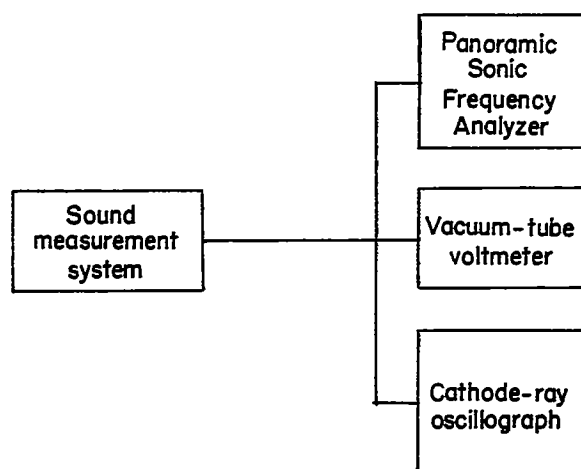 Panoramic
Sonic
Frequency
Analyzer
Sound
measurement
system
Vacuum-tube
voltmeter
Cathode-ray
oscillograph